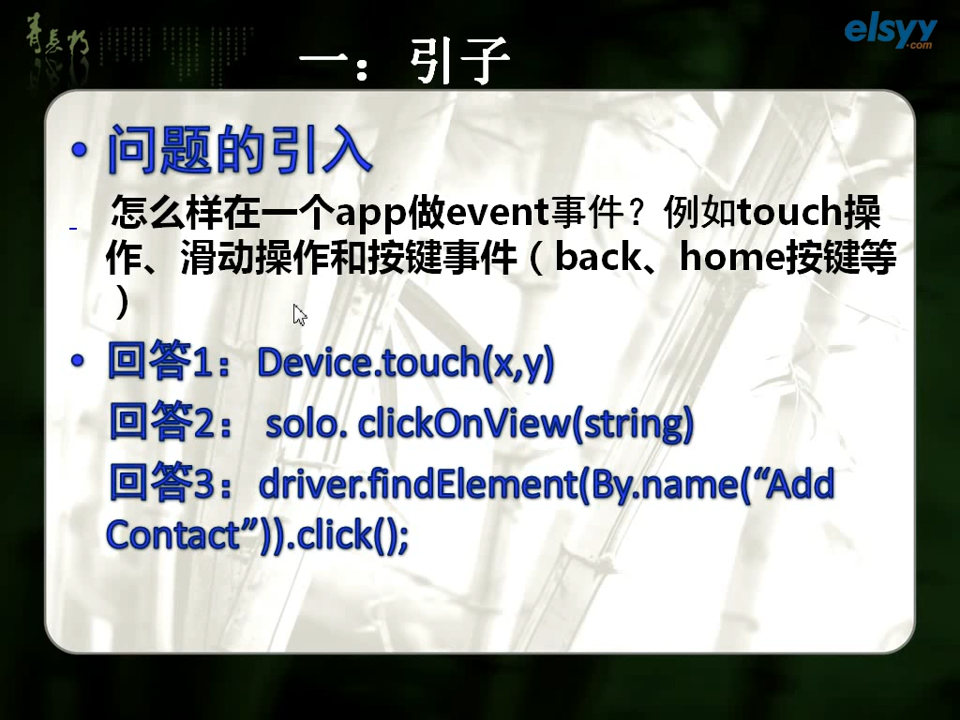 elsyy
.com
一：引子
• 问题的引入
- 怎么样在一个app做event事件？例如touch操
作、滑动操作和按键事件（back、home按键等
）
• 回答1：Device.touch(x,y)
回答2： solo. clickOnView(string)
回答3：driver.findElement(By.name(“Add
Contact”)).click();